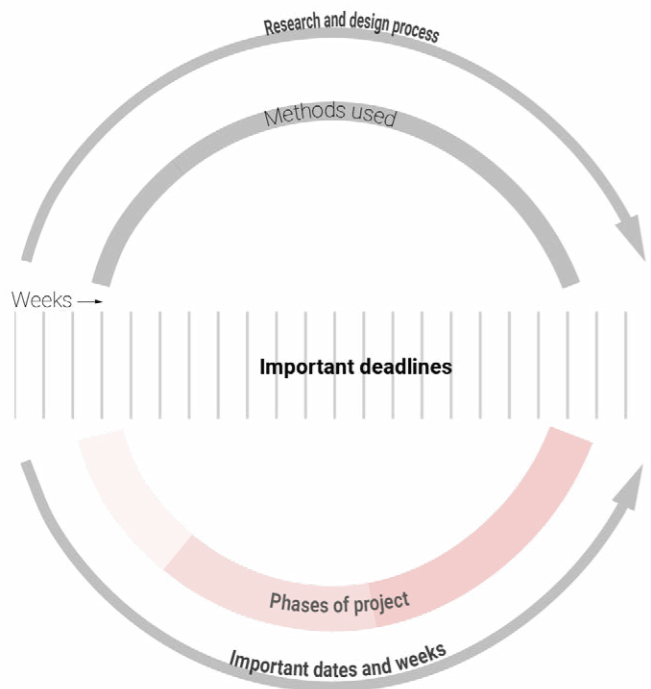 Research and design process
Methods used
Weeks
Important deadlines
Phases of project
Important dates and weeks